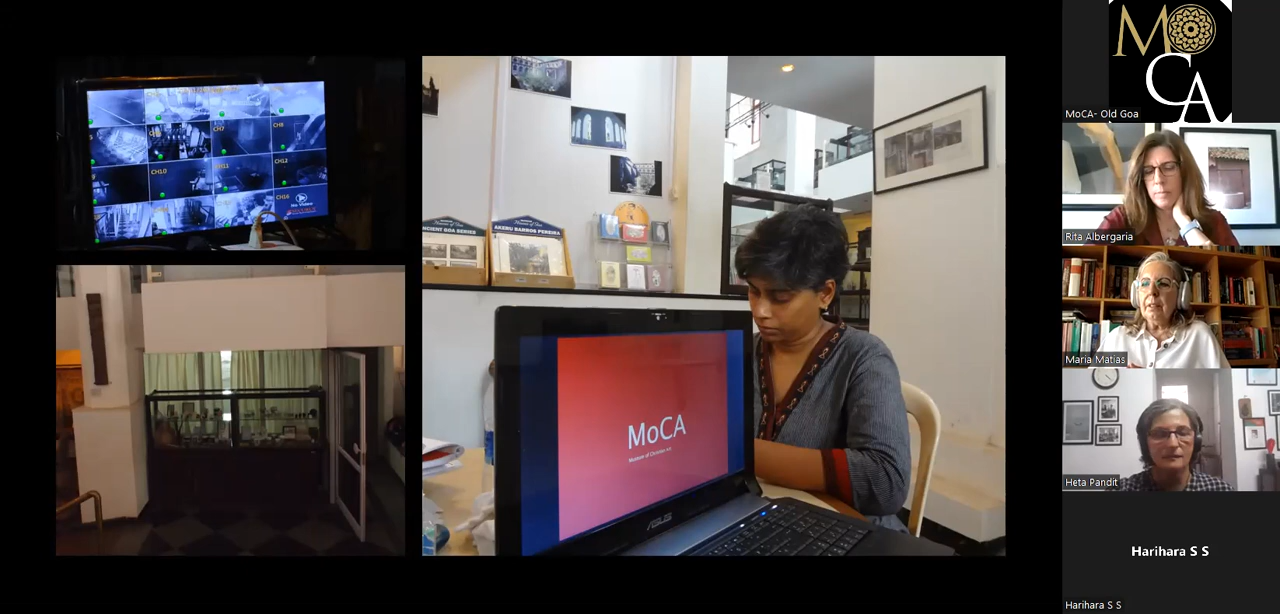 CH7
CH8
CH10
CH11
CH12
CH16
No Video
ANCIENT GOA SERIES
AKERU BARROS PEREIRA
MoCA
Museum of Christian Art
ASUS
MOCA
MoCA- Old Goa
Rita Albergaria
Maria Matias
Heta Pandit
Harihara S S
Harihara S S